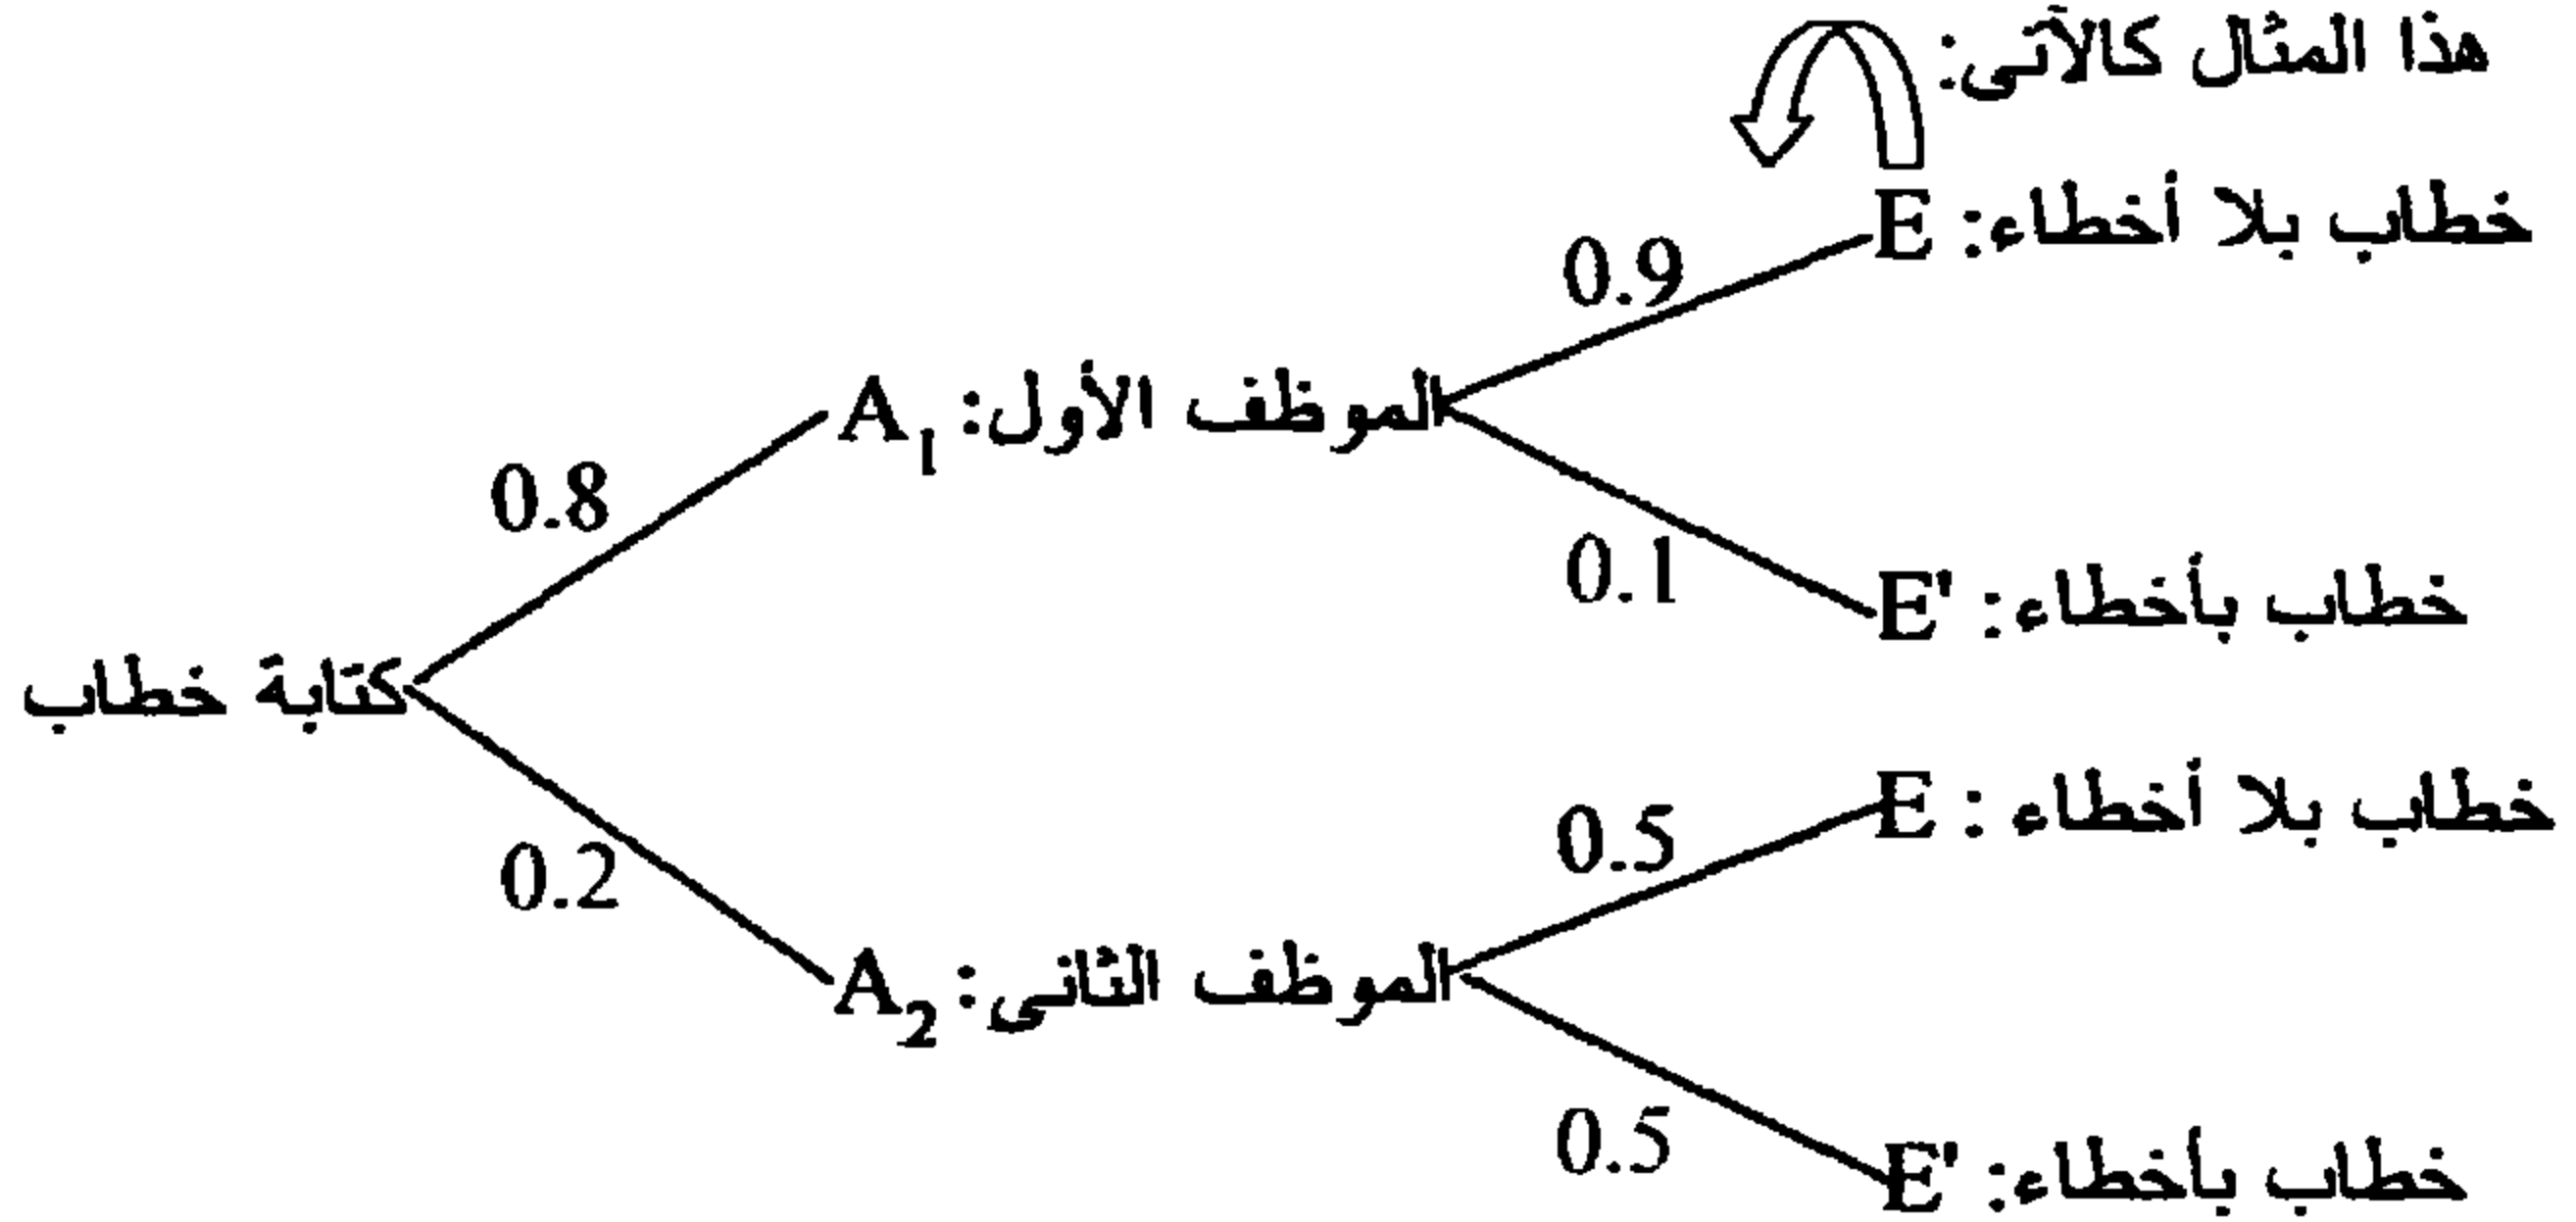 هذا المثال كالآتى:
خطاب بلا أخطاء: E
0.9
الموظف الأول: A1
0.8
0.1
خطاب بأخطاء: E'
كتابة خطاب
خطاب بلا أخطاء : E
0.5
0.2
الموظف الثانى: A2
0.5
خطاب بأخطاء: E'